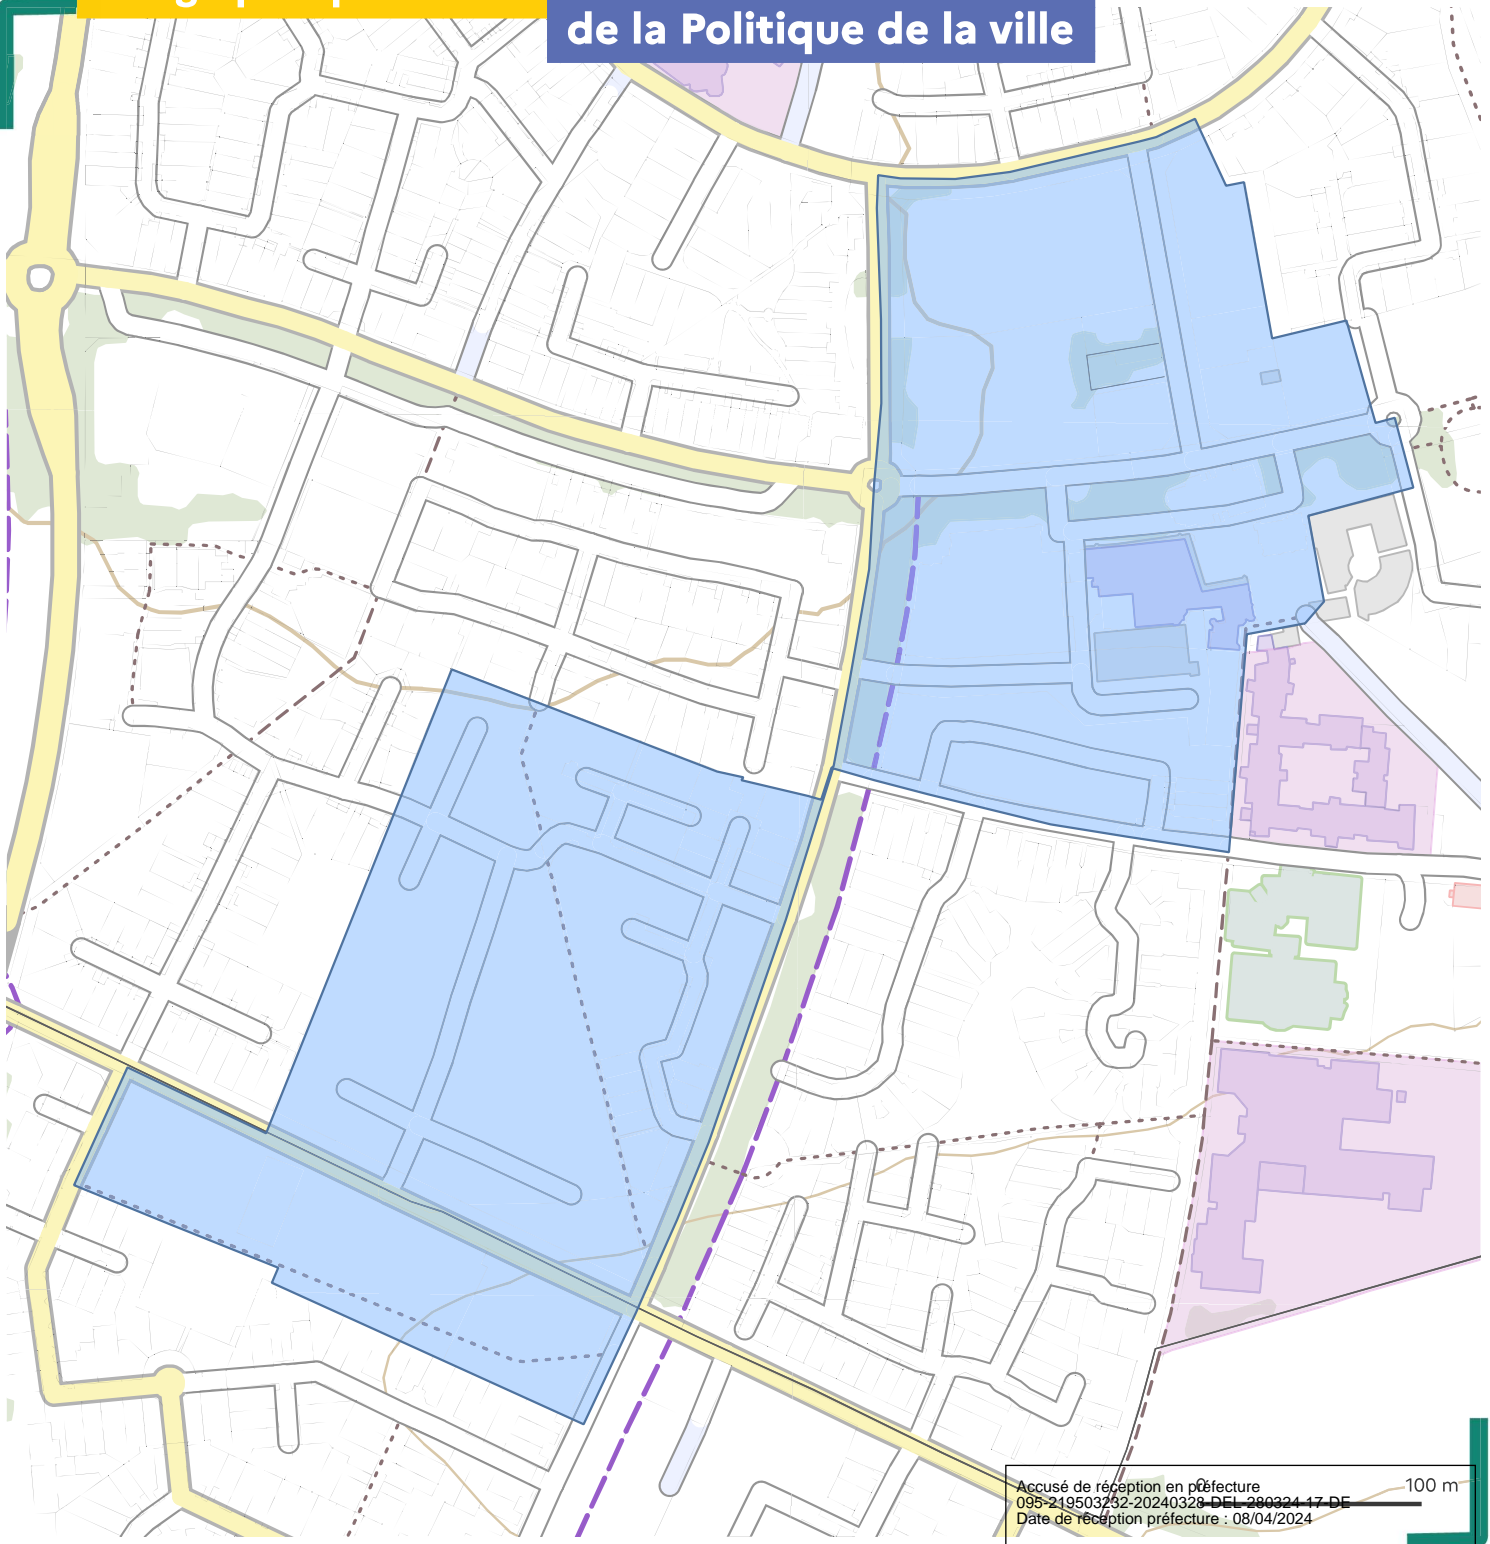 de la Politique de la ville
0
100 m
Accusé de réception en préfecture
095-219503232-20240328-DEL-280324-17-DE
Date de réception préfecture : 08/04/2024